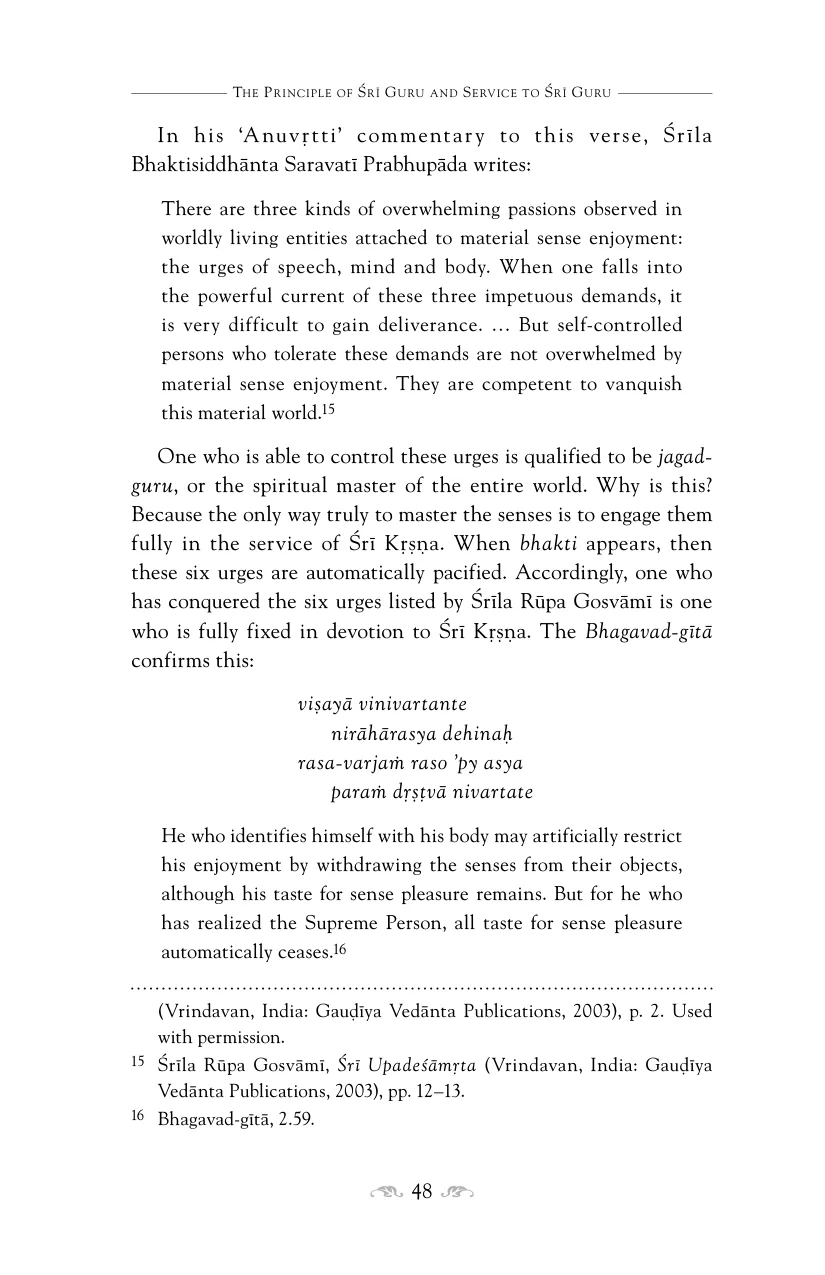 The Principle of Śrī Guru and Service to Śrī Guru
In his ‘Anuvṛtti’ commentary to this verse, Śrīla
Bhaktisiddhānta Saravatī Prabhupāda writes:
There are three kinds of overwhelming passions observed in
worldly living entities attached to material sense enjoyment:
the urges of speech, mind and body. When one falls into
the powerful current of these three impetuous demands, it
is very difficult to gain deliverance. … But self-controlled
persons who tolerate these demands are not overwhelmed by
material sense enjoyment. They are competent to vanquish
this material world.15
One who is able to control these urges is qualified to be jagad-
guru, or the spiritual master of the entire world. Why is this?
Because the only way truly to master the senses is to engage them
fully in the service of Śrī Kṛṣṇa. When bhakti appears, then
these six urges are automatically pacified. Accordingly, one who
has conquered the six urges listed by Śrīla Rūpa Gosvāmī is one
who is fully fixed in devotion to Śrī Kṛṣṇa. The Bhagavad-gītā
confirms this:
viṣayā vinivartante
nirāhārasya dehinaḥ
rasa-varjaṁ raso ’py asya
paraṁ dṛṣṭvā nivartate
He who identifies himself with his body may artificially restrict
his enjoyment by withdrawing the senses from their objects,
although his taste for sense pleasure remains. But for he who
has realized the Supreme Person, all taste for sense pleasure
automatically ceases.16
(Vrindavan, India: Gauḍīya Vedānta Publications, 2003), p. 2. Used
with permission.
15 Śrīla Rūpa Gosvāmī, Śrī Upadeśāmṛta (Vrindavan, India: Gauḍīya
Vedānta Publications, 2003), pp. 12–13.
16 Bhagavad-gītā, 2.59.
48